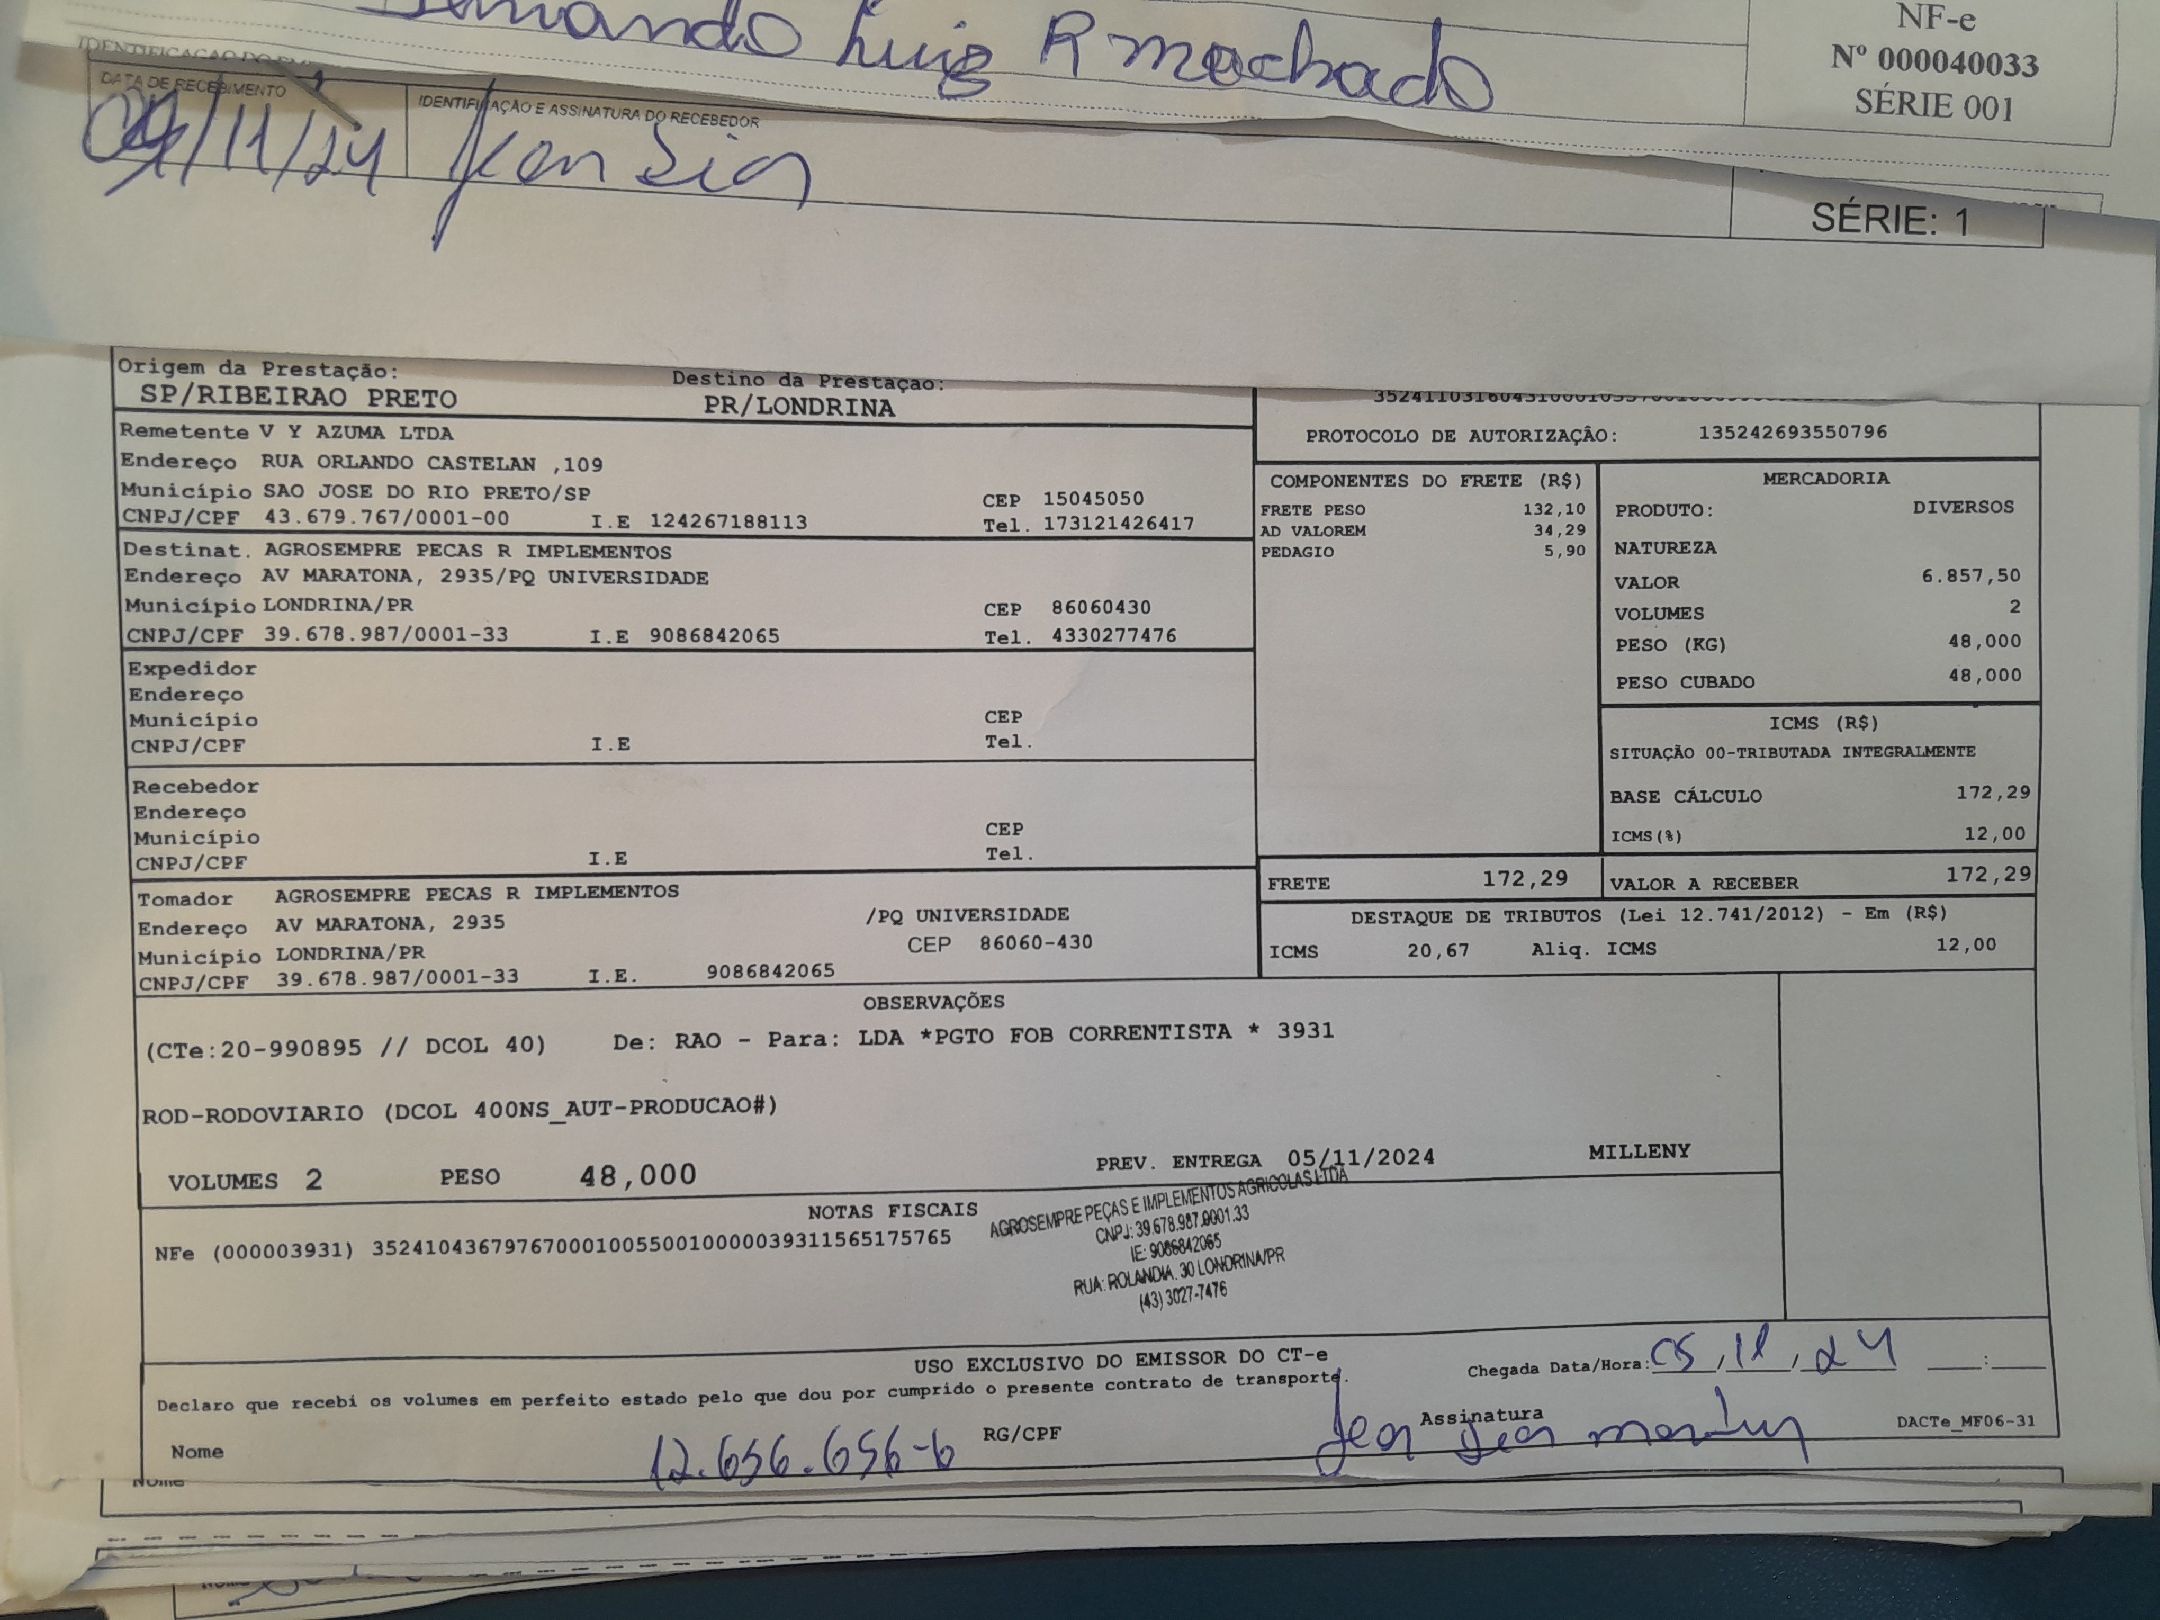 Luiz R machado
NF-e
Nº 000040033
SÉRIE 001
DATA DE RECEBIMENTO
IDENTIFICAÇÃO E ASSINATURA DO RECEBEDOR
/11/24
SÉRIE: 1
Origem da Prestação:
SP/RIBEIRAO PRETO
Destino da Prestação:
PR/LONDRINA
Remetente V Y AZUMA LTDA
Endereço RUA ORLANDO CASTELAN ,109
Município SAO JOSE DO RIO PRETO/SP CEP 15045050
CNPJ/CPF 43.679.767/0001-00 I.E 124267188113 Tel. 173121426417
Destinat. AGROSEMPRE PECAS R IMPLEMENTOS
Endereço AV MARATONA, 2935/PQ UNIVERSIDADE
Município LONDRINA/PR CEP 86060430
CNPJ/CPF 39.678.987/0001-33 I.E 9086842065 Tel. 4330277476
Expedidor
Endereço
Município CEP
CNPJ/CPF I.E Tel.
Recebedor
Endereço
Município CEP
CNPJ/CPF I.E Tel.
Tomador AGROSEMPRE PECAS R IMPLEMENTOS
Endereço AV MARATONA, 2935 /PQ UNIVERSIDADE
Município LONDRINA/PR CEP 86060-430
CNPJ/CPF 39.678.987/0001-33 I.E. 9086842065
PROTOCOLO DE AUTORIZAÇÂO: 135242693550796
COMPONENTES DO FRETE (R$)
FRETE PESO 132,10
AD VALOREM 34,29
PEDAGIO 5,90
MERCADORIA
PRODUTO: DIVERSOS
NATUREZA
VALOR 6.857,50
VOLUMES 2
PESO (KG) 48,000
PESO CUBADO 48,000
ICMS (R$)
SITUAÇÃO 00-TRIBUTADA INTEGRALMENTE
BASE CÁLCULO 172,29
ICMS(%) 12,00
FRETE 172,29 VALOR A RECEBER 172,29
DESTAQUE DE TRIBUTOS (Lei 12.741/2012) - Em (R$)
ICMS 20,67 Aliq. ICMS 12,00
OBSERVAÇÕES
(CTe:20-990895 // DCOL 40) De: RAO - Para: LDA *PGTO FOB CORRENTISTA * 3931
ROD-RODOVIARIO (DCOL 400NS_AUT-PRODUCAO#)
VOLUMES 2 PESO 48,000 PREV. ENTREGA 05/11/2024 MILLENY
NOTAS FISCAIS
NFe (000003931) 35241043679767000100550010000039311565175765
AGROSEMPRE PEÇAS E IMPLEMENTOS AGRICOLAS LTDA
CNPJ: 39.678.987.0001.33
IE: 9086842065
RUA: ROLANDIA. 30 LONDRINA/PR
(43) 3027-7476
USO EXCLUSIVO DO EMISSOR DO CT-e
Chegada Data/Hora: 05/11/24 __:__
Declaro que recebi os volumes em perfeito estado pelo que dou por cumprido o presente contrato de transporte.
Nome 12.656.656-6 RG/CPF Assinatura DACTe_MF06-31